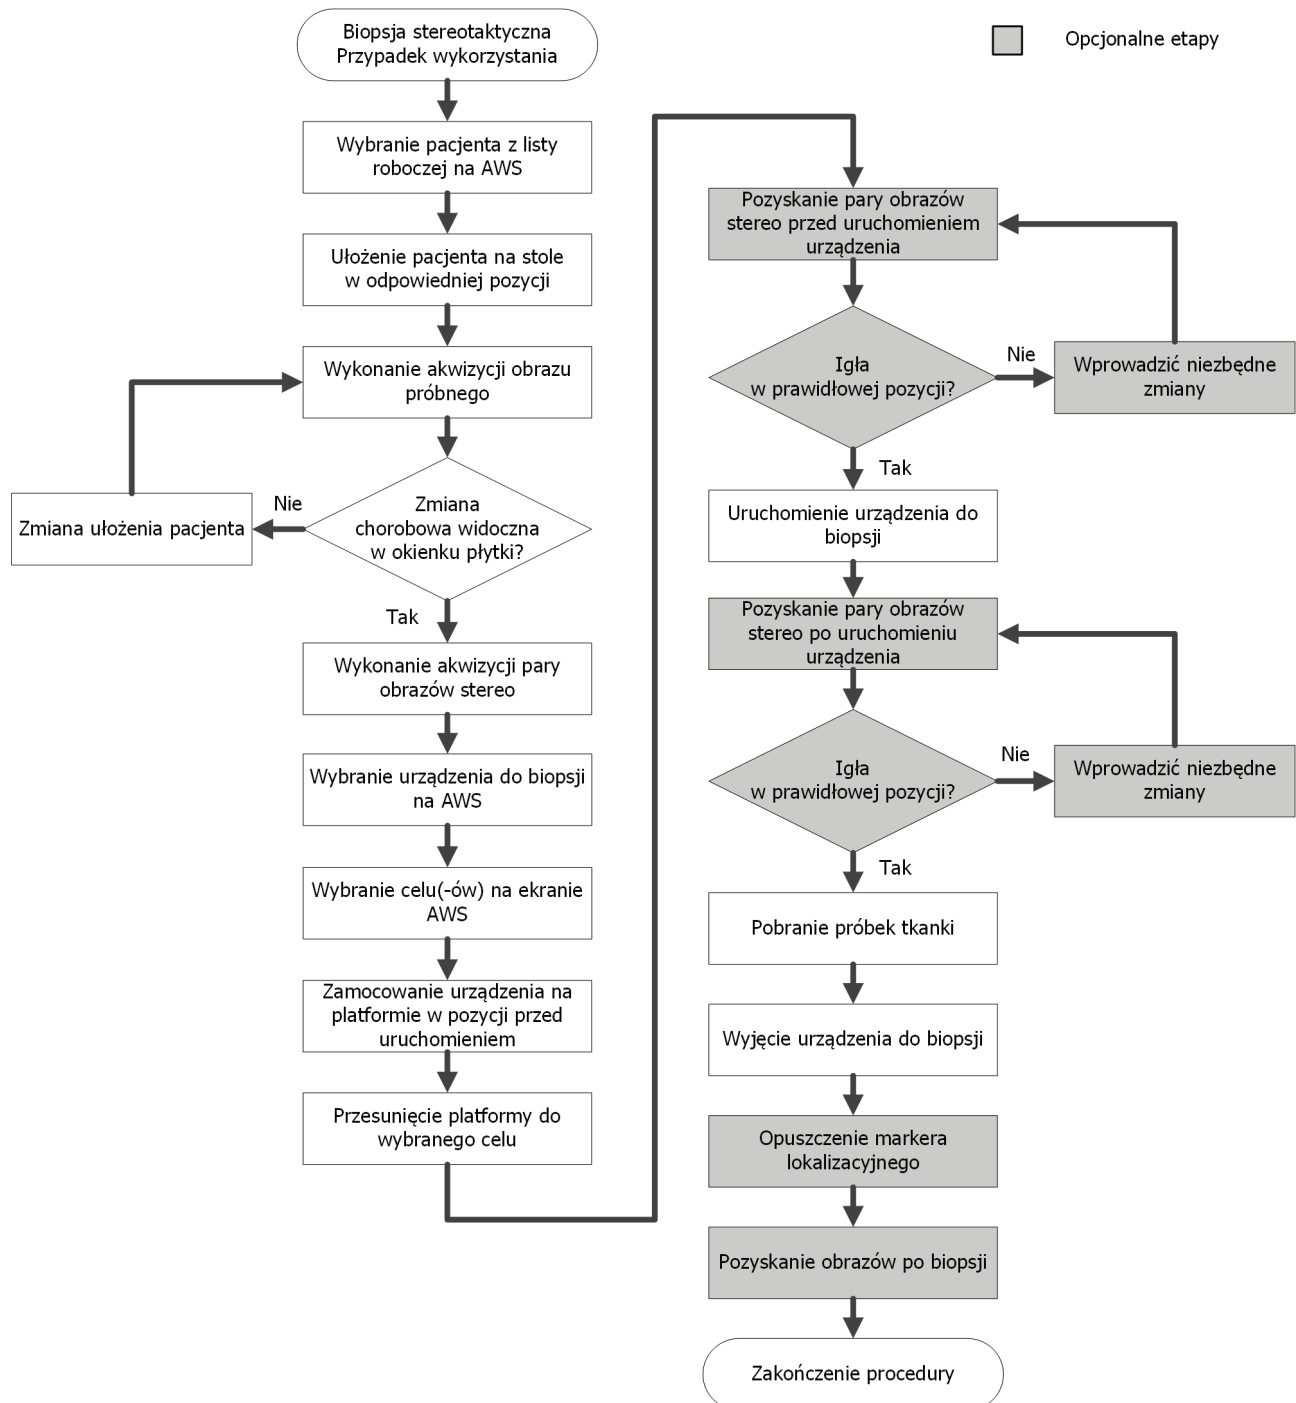 Biopsja stereotaktyczna
Przypadek wykorzystania
Wybranie pacjenta z listy
roboczej na AWS
Ułożenie pacjenta na stole
w odpowiedniej pozycji
Wykonanie akwizycji obrazu
próbnego
Zmiana
chorobowa widoczna
w okienku płytki?
Nie
Zmiana ułożenia pacjenta
Tak
Wykonanie akwizycji pary
obrazów stereo
Wybranie urządzenia do biopsji
na AWS
Wybranie celu(-ów) na ekranie
AWS
Zamocowanie urządzenia na
platformie w pozycji przed
uruchomieniem
Przesunięcie platformy do
wybranego celu
Opcjonalne etapy
Pozyskanie pary obrazów
stereo przed uruchomieniem
urządzenia
Igła
w prawidłowej pozycji?
Nie
Wprowadzić niezbędne
zmiany
Tak
Uruchomienie urządzenia do
biopsji
Pozyskanie pary obrazów
stereo po uruchomieniu
urządzenia
Igła
w prawidłowej pozycji?
Nie
Wprowadzić niezbędne
zmiany
Tak
Pobranie próbek tkanki
Wyjęcie urządzenia do biopsji
Opuszczenie markera
lokalizacyjnego
Pozyskanie obrazów po biopsji
Zakończenie procedury